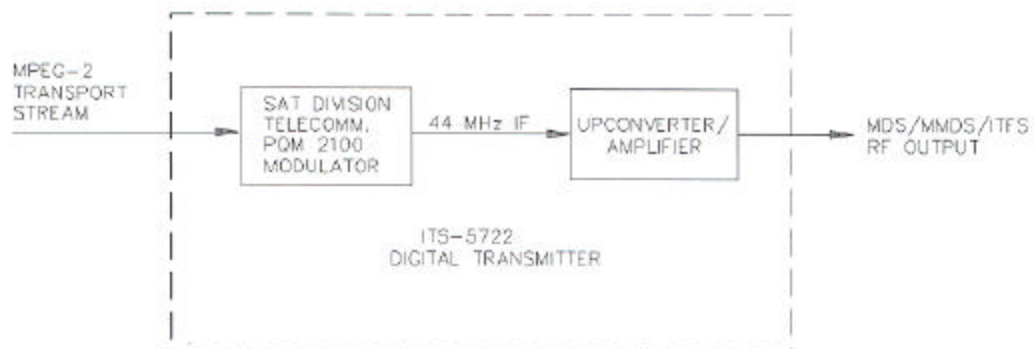 MPEG-2
TRANSPORT
STREAM
SAT DIVISION
TELECOMM.
PQM 2100
MODULATOR
44 MHz IF
UPCONVERTER/
AMPLIFIER
MDS/MMDS/ITFS
RF OUTPUT
ITS-5722
DIGITAL TRANSMITTER